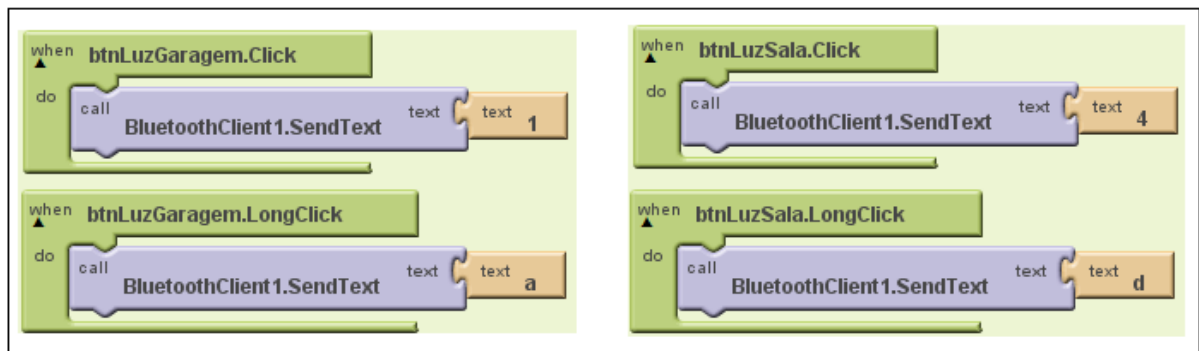 when btnLuzGaragem.Click
do call BluetoothClient1.SendText text text 1
when btnLuzGaragem.LongClick
do call BluetoothClient1.SendText text text a
when btnLuzSala.Click
do call BluetoothClient1.SendText text text 4
when btnLuzSala.LongClick
do call BluetoothClient1.SendText text text d